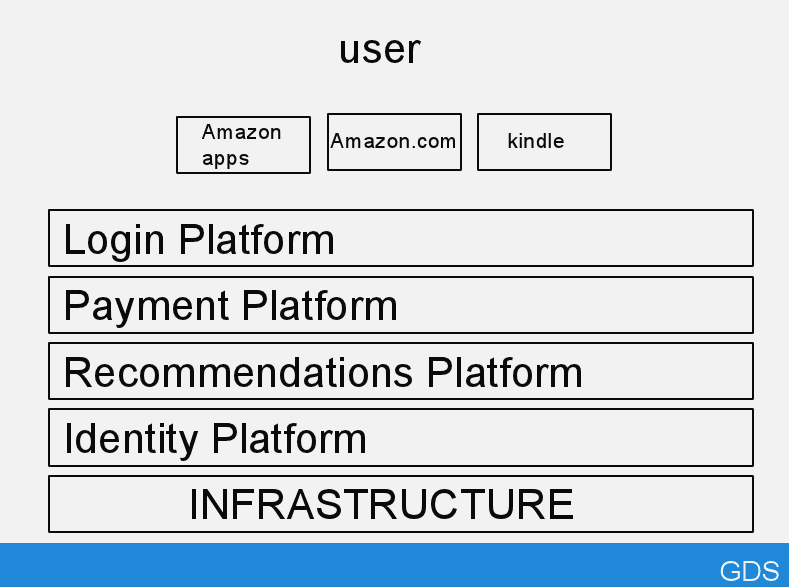 user
Amazon
apps
Amazon.com
kindle
Login Platform
Payment Platform
Recommendations Platform
Identity Platform
INFRASTRUCTURE
GDS